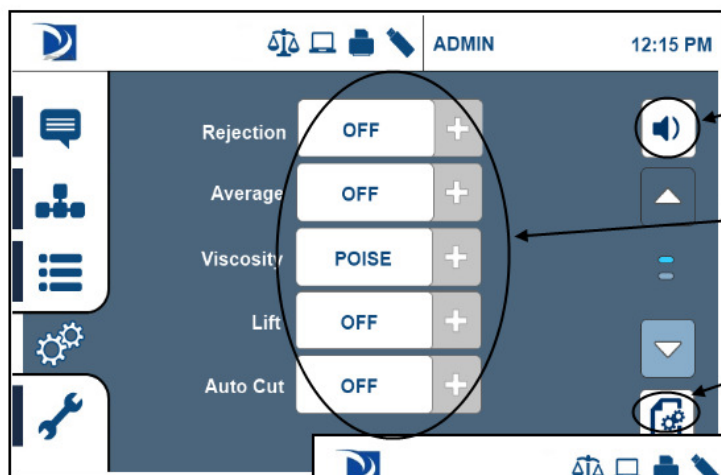 ADMIN 12:15 PM
Rejection OFF
Average OFF
Viscosity POISE
Lift OFF
Auto Cut OFF